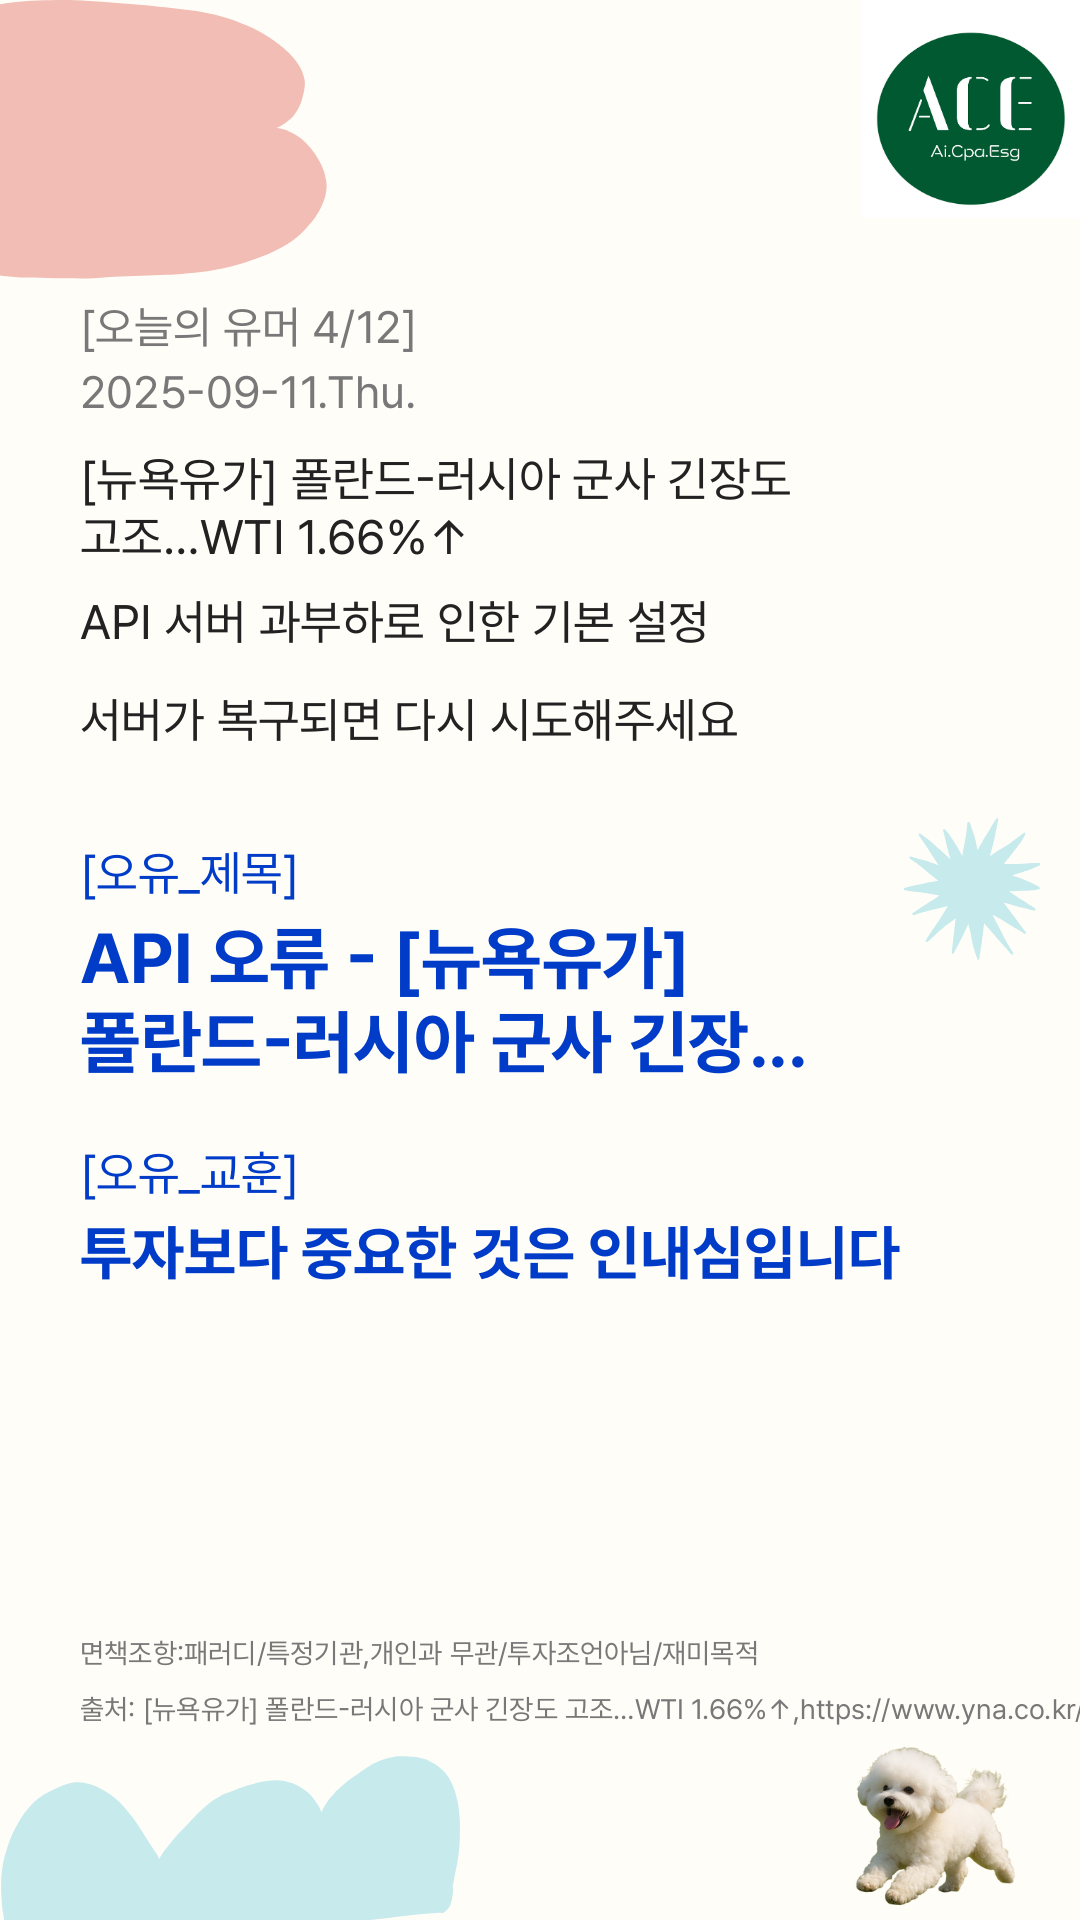 ACE
Ai.Cpa.Esg
[오늘의 유머 4/12]
2025-09-11.Thu.
[뉴욕유가] 폴란드-러시아 군사 긴장도
고조...WTI 1.66%↑
API 서버 과부하로 인한 기본 설정
서버가 복구되면 다시 시도해주세요
[오유_제목]
API 오류 - [뉴욕유가]
폴란드-러시아 군사 긴장...
[오유_교훈]
투자보다 중요한 것은 인내심입니다
면책조항:패러디/특정기관,개인과 무관/투자조언아님/재미목적
출처: [뉴욕유가] 폴란드-러시아 군사 긴장도 고조...WTI 1.66%↑,https://www.yna.co.kr/